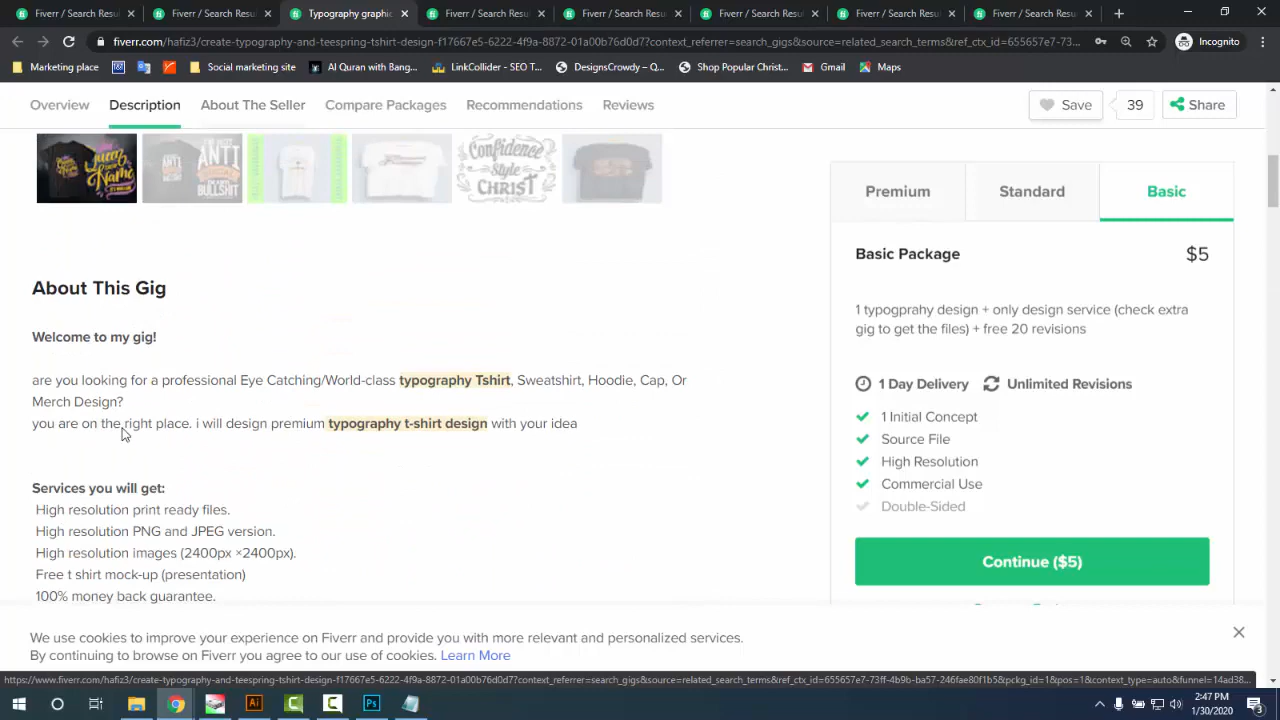 Fiverr / Search Resul
Fiverr / Search Resul
Typography graphic
Fiverr / Search Resul
Fiverr / Search Resul
Fiverr / Search Resul
Fiverr / Search Resul
Fiverr / Search Resul
fiverr.com/hafiz3/create-typography-and-teespring-tshirt-design-f17667e5-6222-4f9a-8872-01a00b76d0d7?context_referrer=search_gigs&source=related_search_terms&ref_ctx_id=655657e7-73...
Incognito
Marketing place
Social marketing site
Al Quran with Bang...
LinkCollider - SEO T...
DesignsCrowdy – Q...
Shop Popular Christ...
Gmail
Maps
Overview
Description
About The Seller
Compare Packages
Recommendations
Reviews
Save
39
Share
Queen
Name
ANTI
ANTI
BULLSHIT
Confidence
Style
CHRIST
Premium
Standard
Basic
Basic Package
$5
1 typogprahy design + only design service (check extra
gig to get the files) + free 20 revisions
1 Day Delivery
Unlimited Revisions
1 Initial Concept
Source File
High Resolution
Commercial Use
Double-Sided
Continue ($5)
About This Gig
Welcome to my gig!
are you looking for a professional Eye Catching/World-class typography Tshirt, Sweatshirt, Hoodie, Cap, Or
Merch Design?
you are on the right place. i will design premium typography t-shirt design with your idea
Services you will get:
High resolution print ready files.
High resolution PNG and JPEG version.
High resolution images (2400px ×2400px).
Free t shirt mock-up (presentation)
100% money back guarantee.
We use cookies to improve your experience on Fiverr and provide you with more relevant and personalized services.
By continuing to browse on Fiverr you agree to our use of cookies. Learn More
https://www.fiverr.com/hafiz3/create-typography-and-teespring-tshirt-design-f17667e5-6222-4f9a-8872-01a00b76d0d7?context_referrer=search_gigs&source=related_search_terms&ref_ctx_id=655657e7-73ff-4b9b-ba57-246fae80f1b5&pckg_id=1&pos=1&context_type=auto&funnel=14ad38...
2:47 PM
1/30/2020